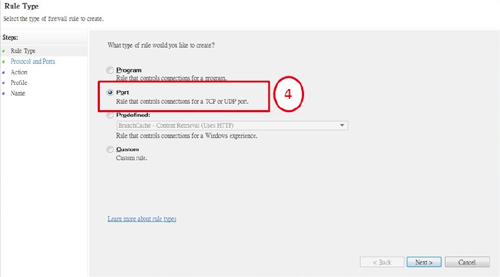 Rule Type
Select the type of firewall rule to create.
Steps:
Rule Type
Protocol and Ports
Action
Profile
Name
What type of rule would you like to create?
Program
Rule that controls connections for a program.
Port
Rule that controls connections for a TCP or UDP port.
4
Predefined:
BranchCache - Content Retrieval (Uses HTTP)
Rule that controls connections for a Windows experience.
Custom
Custom rule.
Learn more about rule types
< Back Next > Cancel